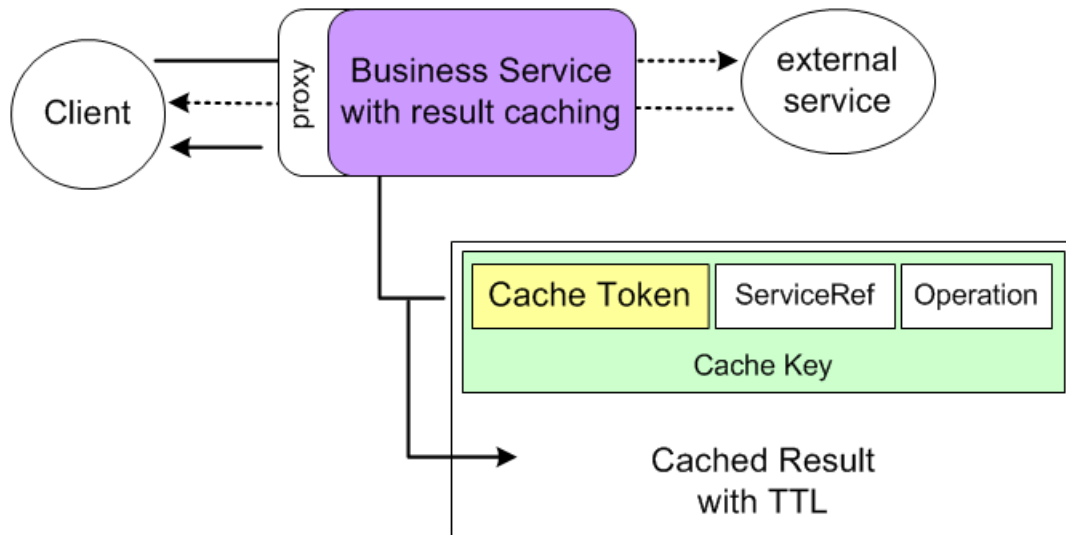 Client
proxy
Business Service
with result caching
external
service
Cache Token
ServiceRef
Operation
Cache Key
Cached Result
with TTL